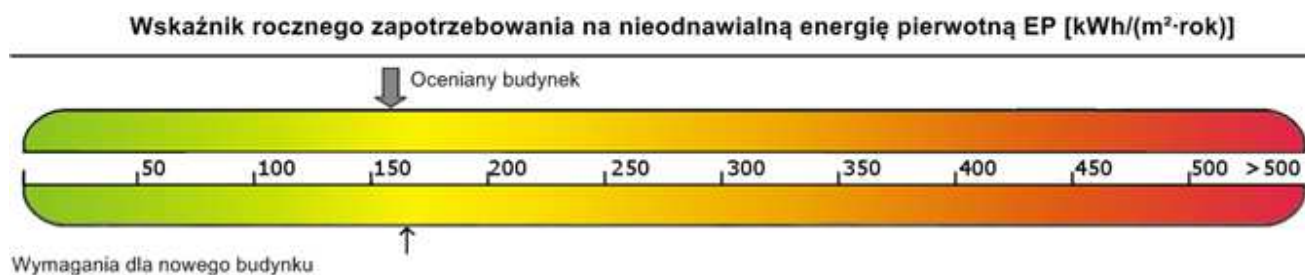 Wskaźnik rocznego zapotrzebowania na nieodnawialną energię pierwotną EP [kWh/(m²·rok)]
Oceniany budynek
50 100 150 200 250 300 350 400 450 500 > 500
Wymagania dla nowego budynku